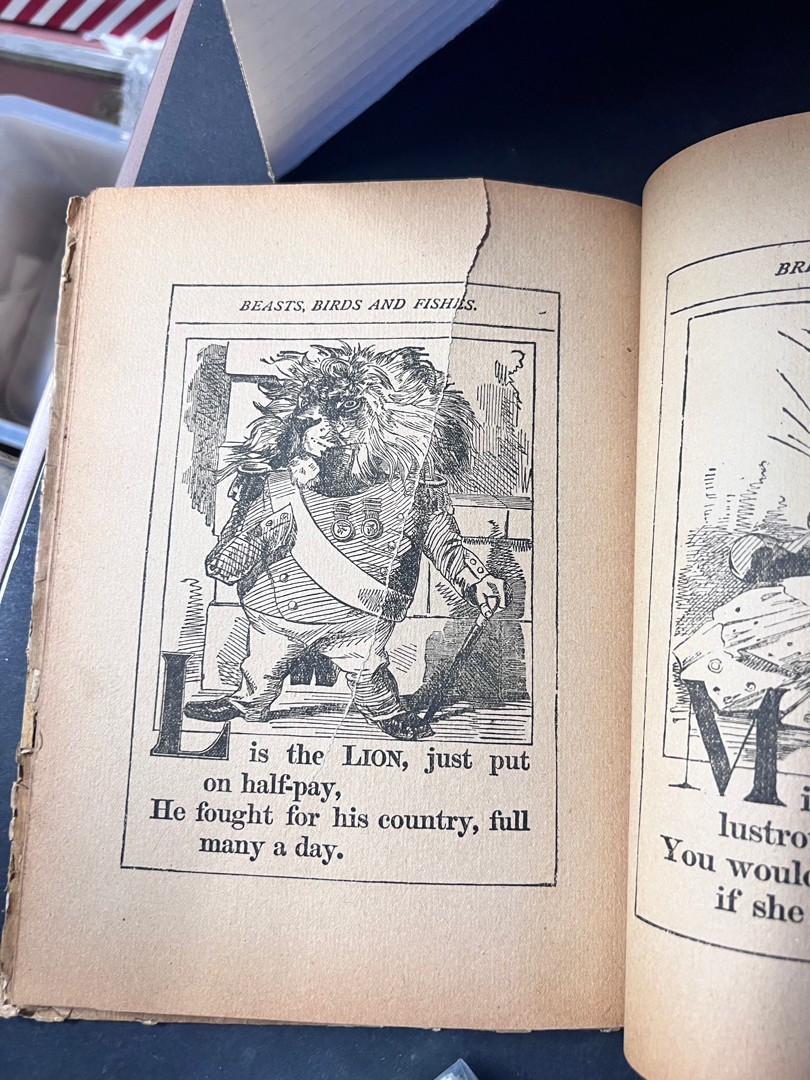 BEASTS, BIRDS AND FISHES.
L is the LION, just put
on half-pay,
He fought for his country, full
many a day.
M
You would
if she